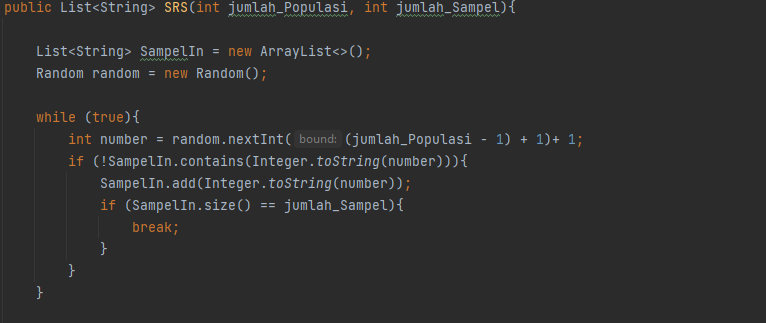 public List<String> SRS(int jumlah_Populasi, int jumlah_Sampel){
List<String> SampelIn = new ArrayList<>();
Random random = new Random();
while (true){
int number = random.nextInt( bound: (jumlah_Populasi - 1) + 1)+ 1;
if (!SampelIn.contains(Integer.toString(number))){
SampelIn.add(Integer.toString(number));
if (SampelIn.size() == jumlah_Sampel){
break;
}
}
}